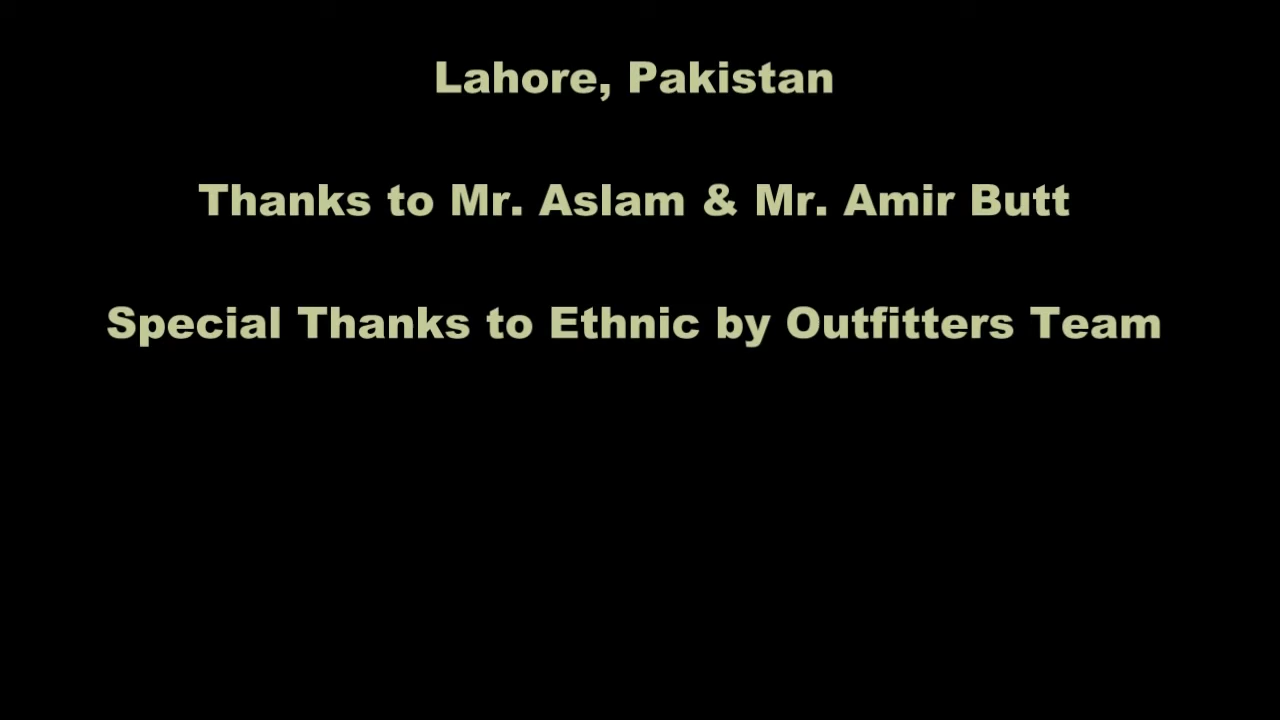 Lahore, Pakistan
Thanks to Mr. Aslam & Mr. Amir Butt
Special Thanks to Ethnic by Outfitters Team